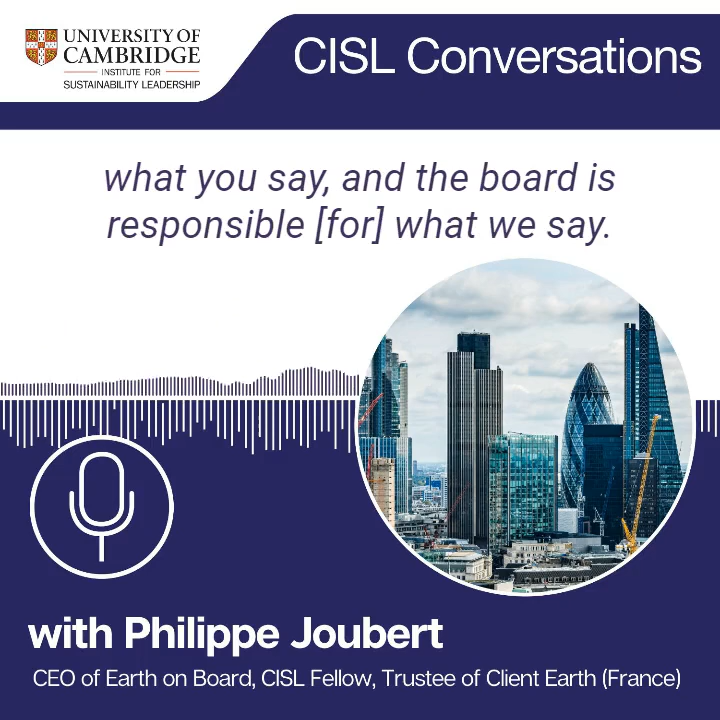 UNIVERSITY OF
CAMBRIDGE
INSTITUTE FOR
SUSTAINABILITY LEADERSHIP
CISL Conversations
what you say, and the board is
responsible [for] what we say.
with Philippe Joubert
CEO of Earth on Board, CISL Fellow, Trustee of Client Earth (France)